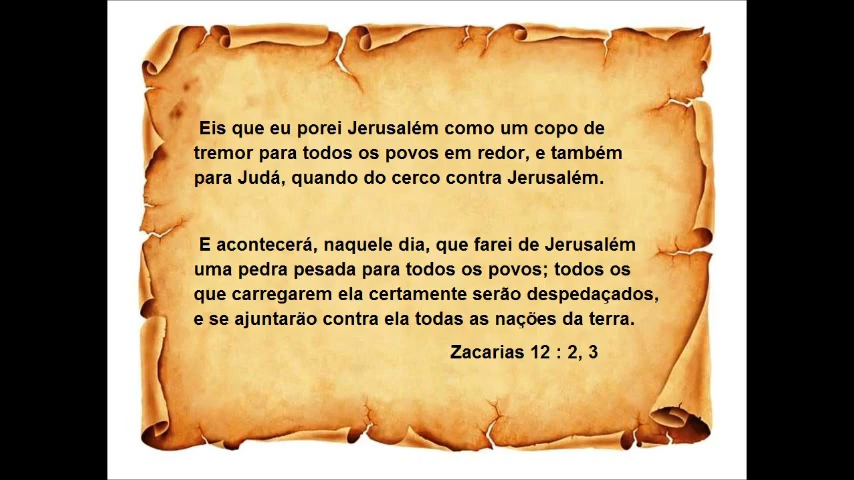 Eis que eu porei Jerusalém como um copo de
tremor para todos os povos em redor, e também
para Judá, quando do cerco contra Jerusalém.
E acontecerá, naquele dia, que farei de Jerusalém
uma pedra pesada para todos os povos; todos os
que carregarem ela certamente serão despedaçados,
e se ajuntarão contra ela todas as nações da terra.
Zacarias 12 : 2, 3